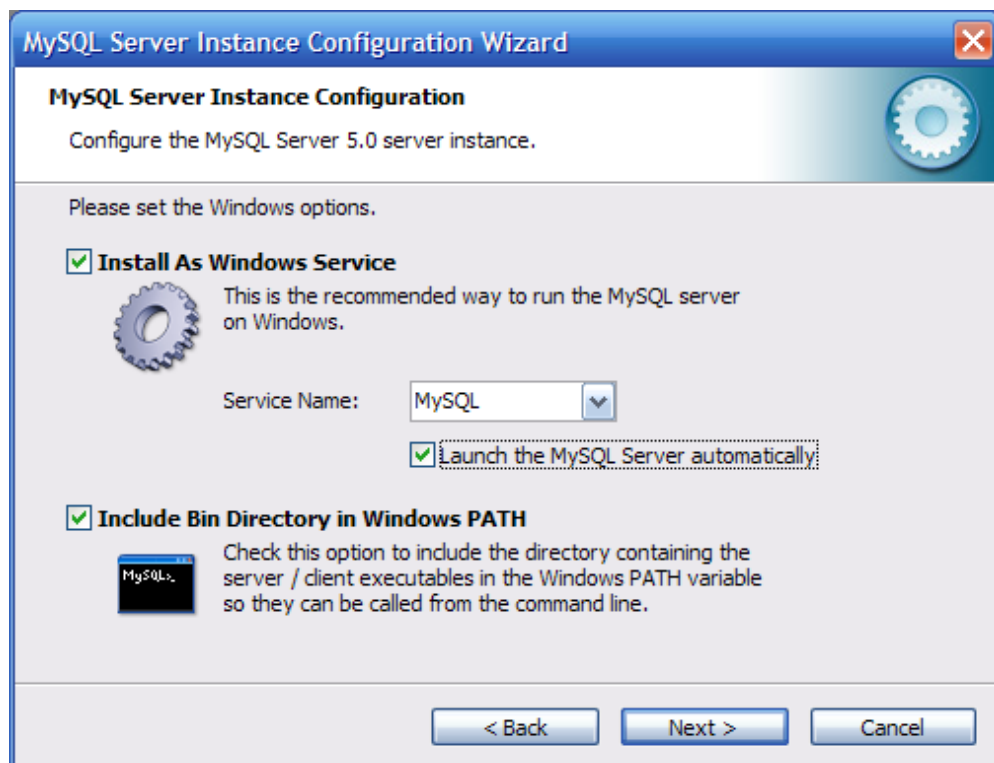 MySQL Server Instance Configuration Wizard
MySQL Server Instance Configuration
Configure the MySQL Server 5.0 server instance.
Please set the Windows options.
Install As Windows Service
This is the recommended way to run the MySQL server
on Windows.
Service Name: MySQL
Launch the MySQL Server automatically
Include Bin Directory in Windows PATH
Check this option to include the directory containing the
server / client executables in the Windows PATH variable
so they can be called from the command line.
MySQL>_
< Back Next > Cancel